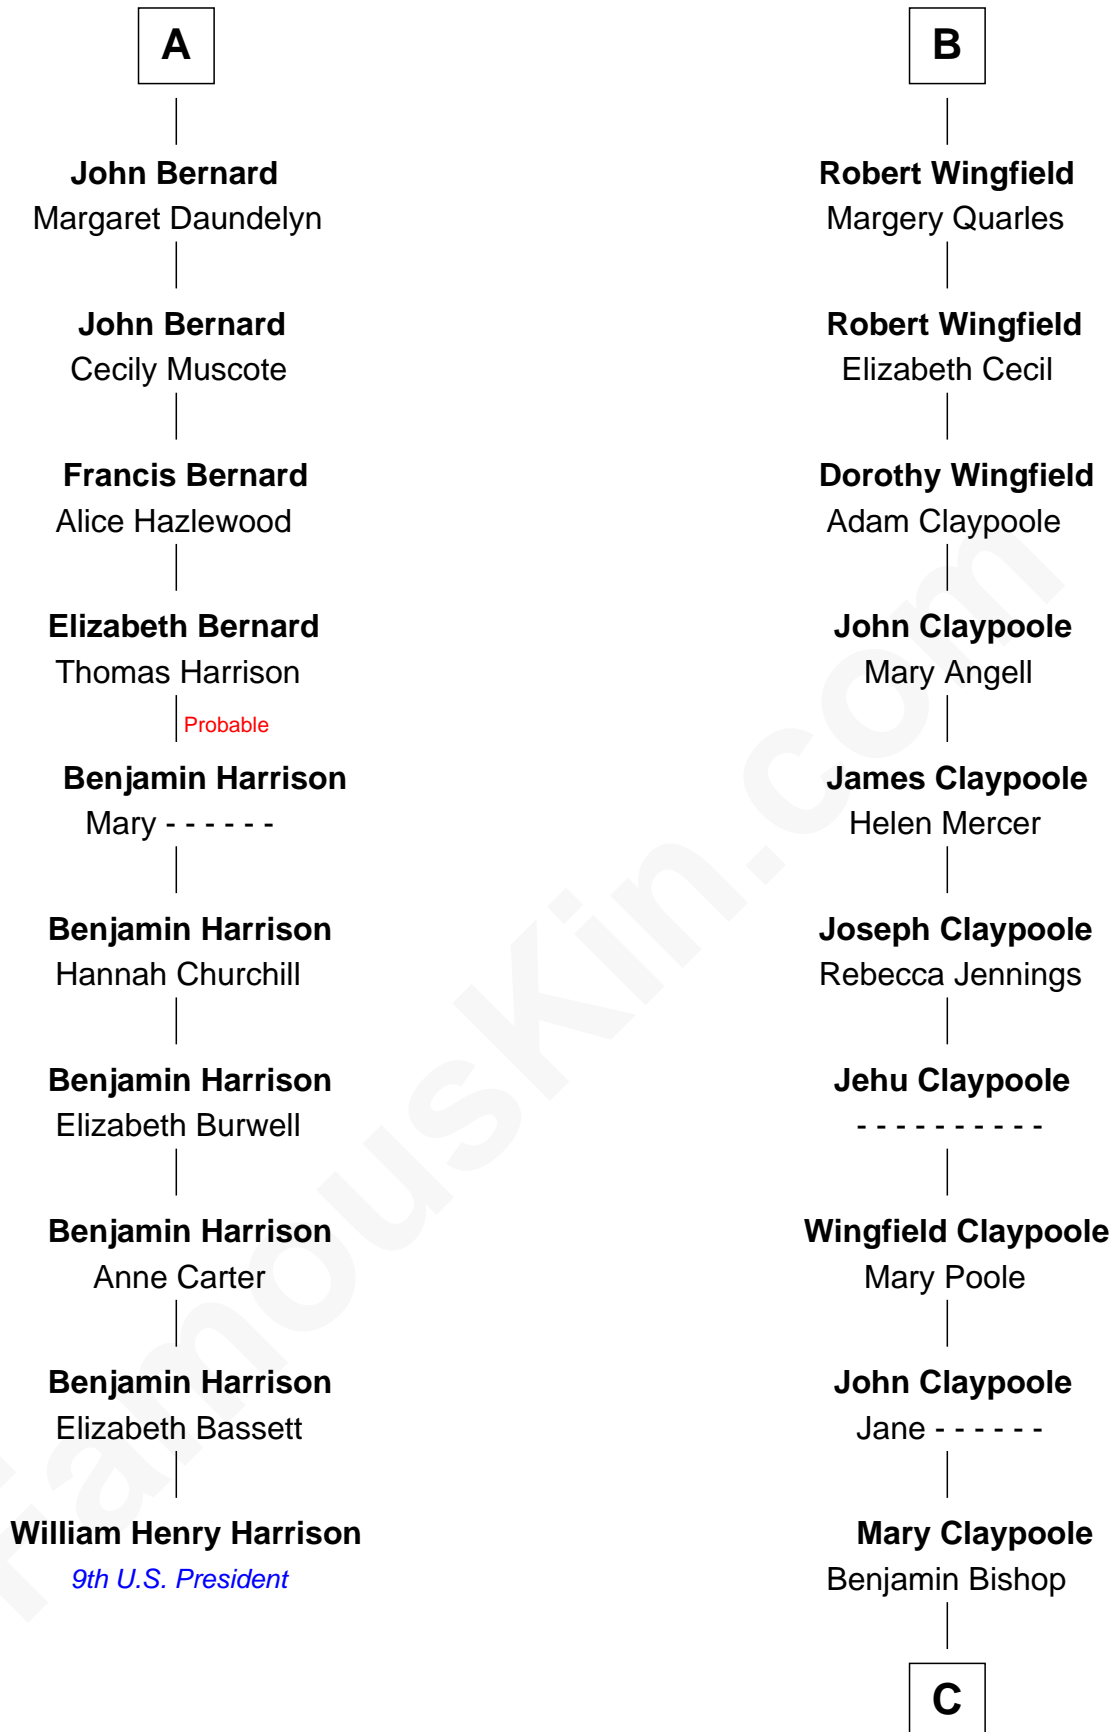 A
John Bernard
Margaret Daundelyn
John Bernard
Cecily Muscote
Francis Bernard
Alice Hazlewood
Elizabeth Bernard
Thomas Harrison
Probable
Benjamin Harrison
Mary - - - - - -
Benjamin Harrison
Hannah Churchill
Benjamin Harrison
Elizabeth Burwell
Benjamin Harrison
Anne Carter
Benjamin Harrison
Elizabeth Bassett
William Henry Harrison
9th U.S. President
B
Robert Wingfield
Margery Quarles
Robert Wingfield
Elizabeth Cecil
Dorothy Wingfield
Adam Claypoole
John Claypoole
Mary Angell
James Claypoole
Helen Mercer
Joseph Claypoole
Rebecca Jennings
Jehu Claypoole
- - - - - - - - - -
Wingfield Claypoole
Mary Poole
John Claypoole
Jane - - - - - -
Mary Claypoole
Benjamin Bishop
C
FamousKin.com